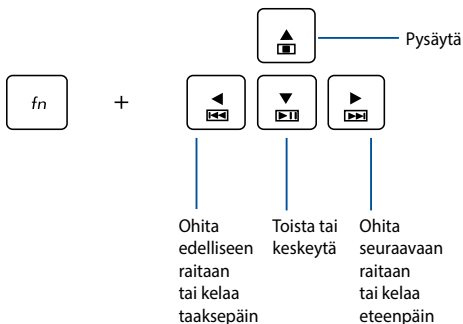 Pysäytä
fn
+
Ohita
edelliseen
raitaan
tai kelaa
taaksepäin
Toista tai
keskeytä
Ohita
seuraavaan
raitaan
tai kelaa
eteenpäin